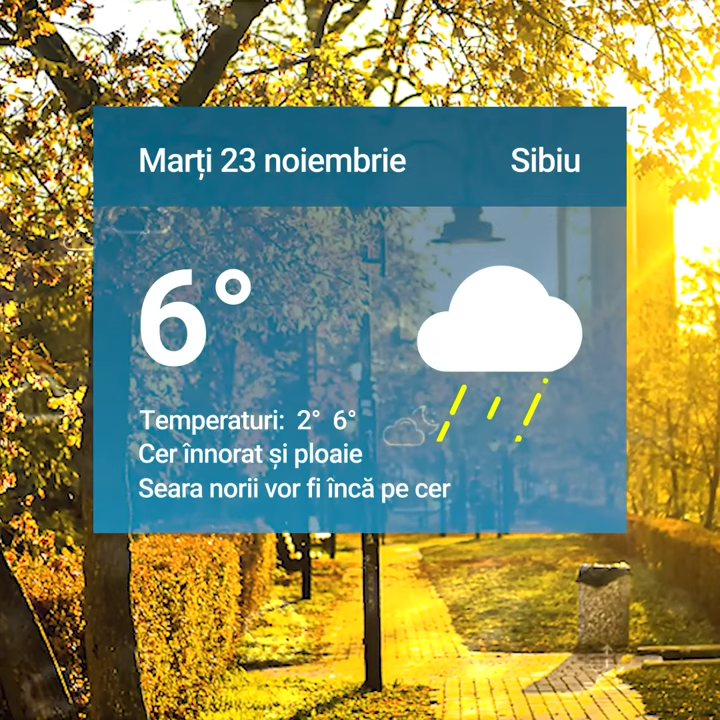 Marți 23 noiembrie Sibiu
6°
Temperaturi: 2° 6°
Cer înnorat și ploaie
Seara norii vor fi încă pe cer